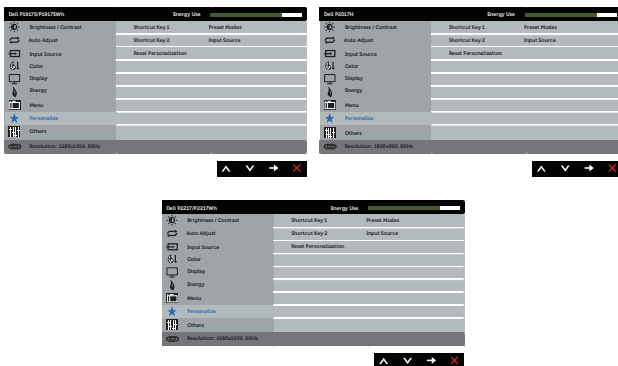 Dell P1917S/P1917SWh Energy Use
Brightness / Contrast Shortcut Key 1 Preset Modes
Auto Adjust Shortcut Key 2 Input Source
Input Source Reset Personalization
Color
Display
Energy
Menu
Personalize
Others
Resolution: 1280x1024, 60Hz
Dell P2017H Energy Use
Brightness / Contrast Shortcut Key 1 Preset Modes
Auto Adjust Shortcut Key 2 Input Source
Input Source Reset Personalization
Color
Display
Energy
Menu
Personalize
Others
Resolution: 1600x900, 60Hz
Dell P2217/P2217Wh Energy Use
Brightness / Contrast Shortcut Key 1 Preset Modes
Auto Adjust Shortcut Key 2 Input Source
Input Source Reset Personalization
Color
Display
Energy
Menu
Personalize
Others
Resolution: 1680x1050, 60Hz